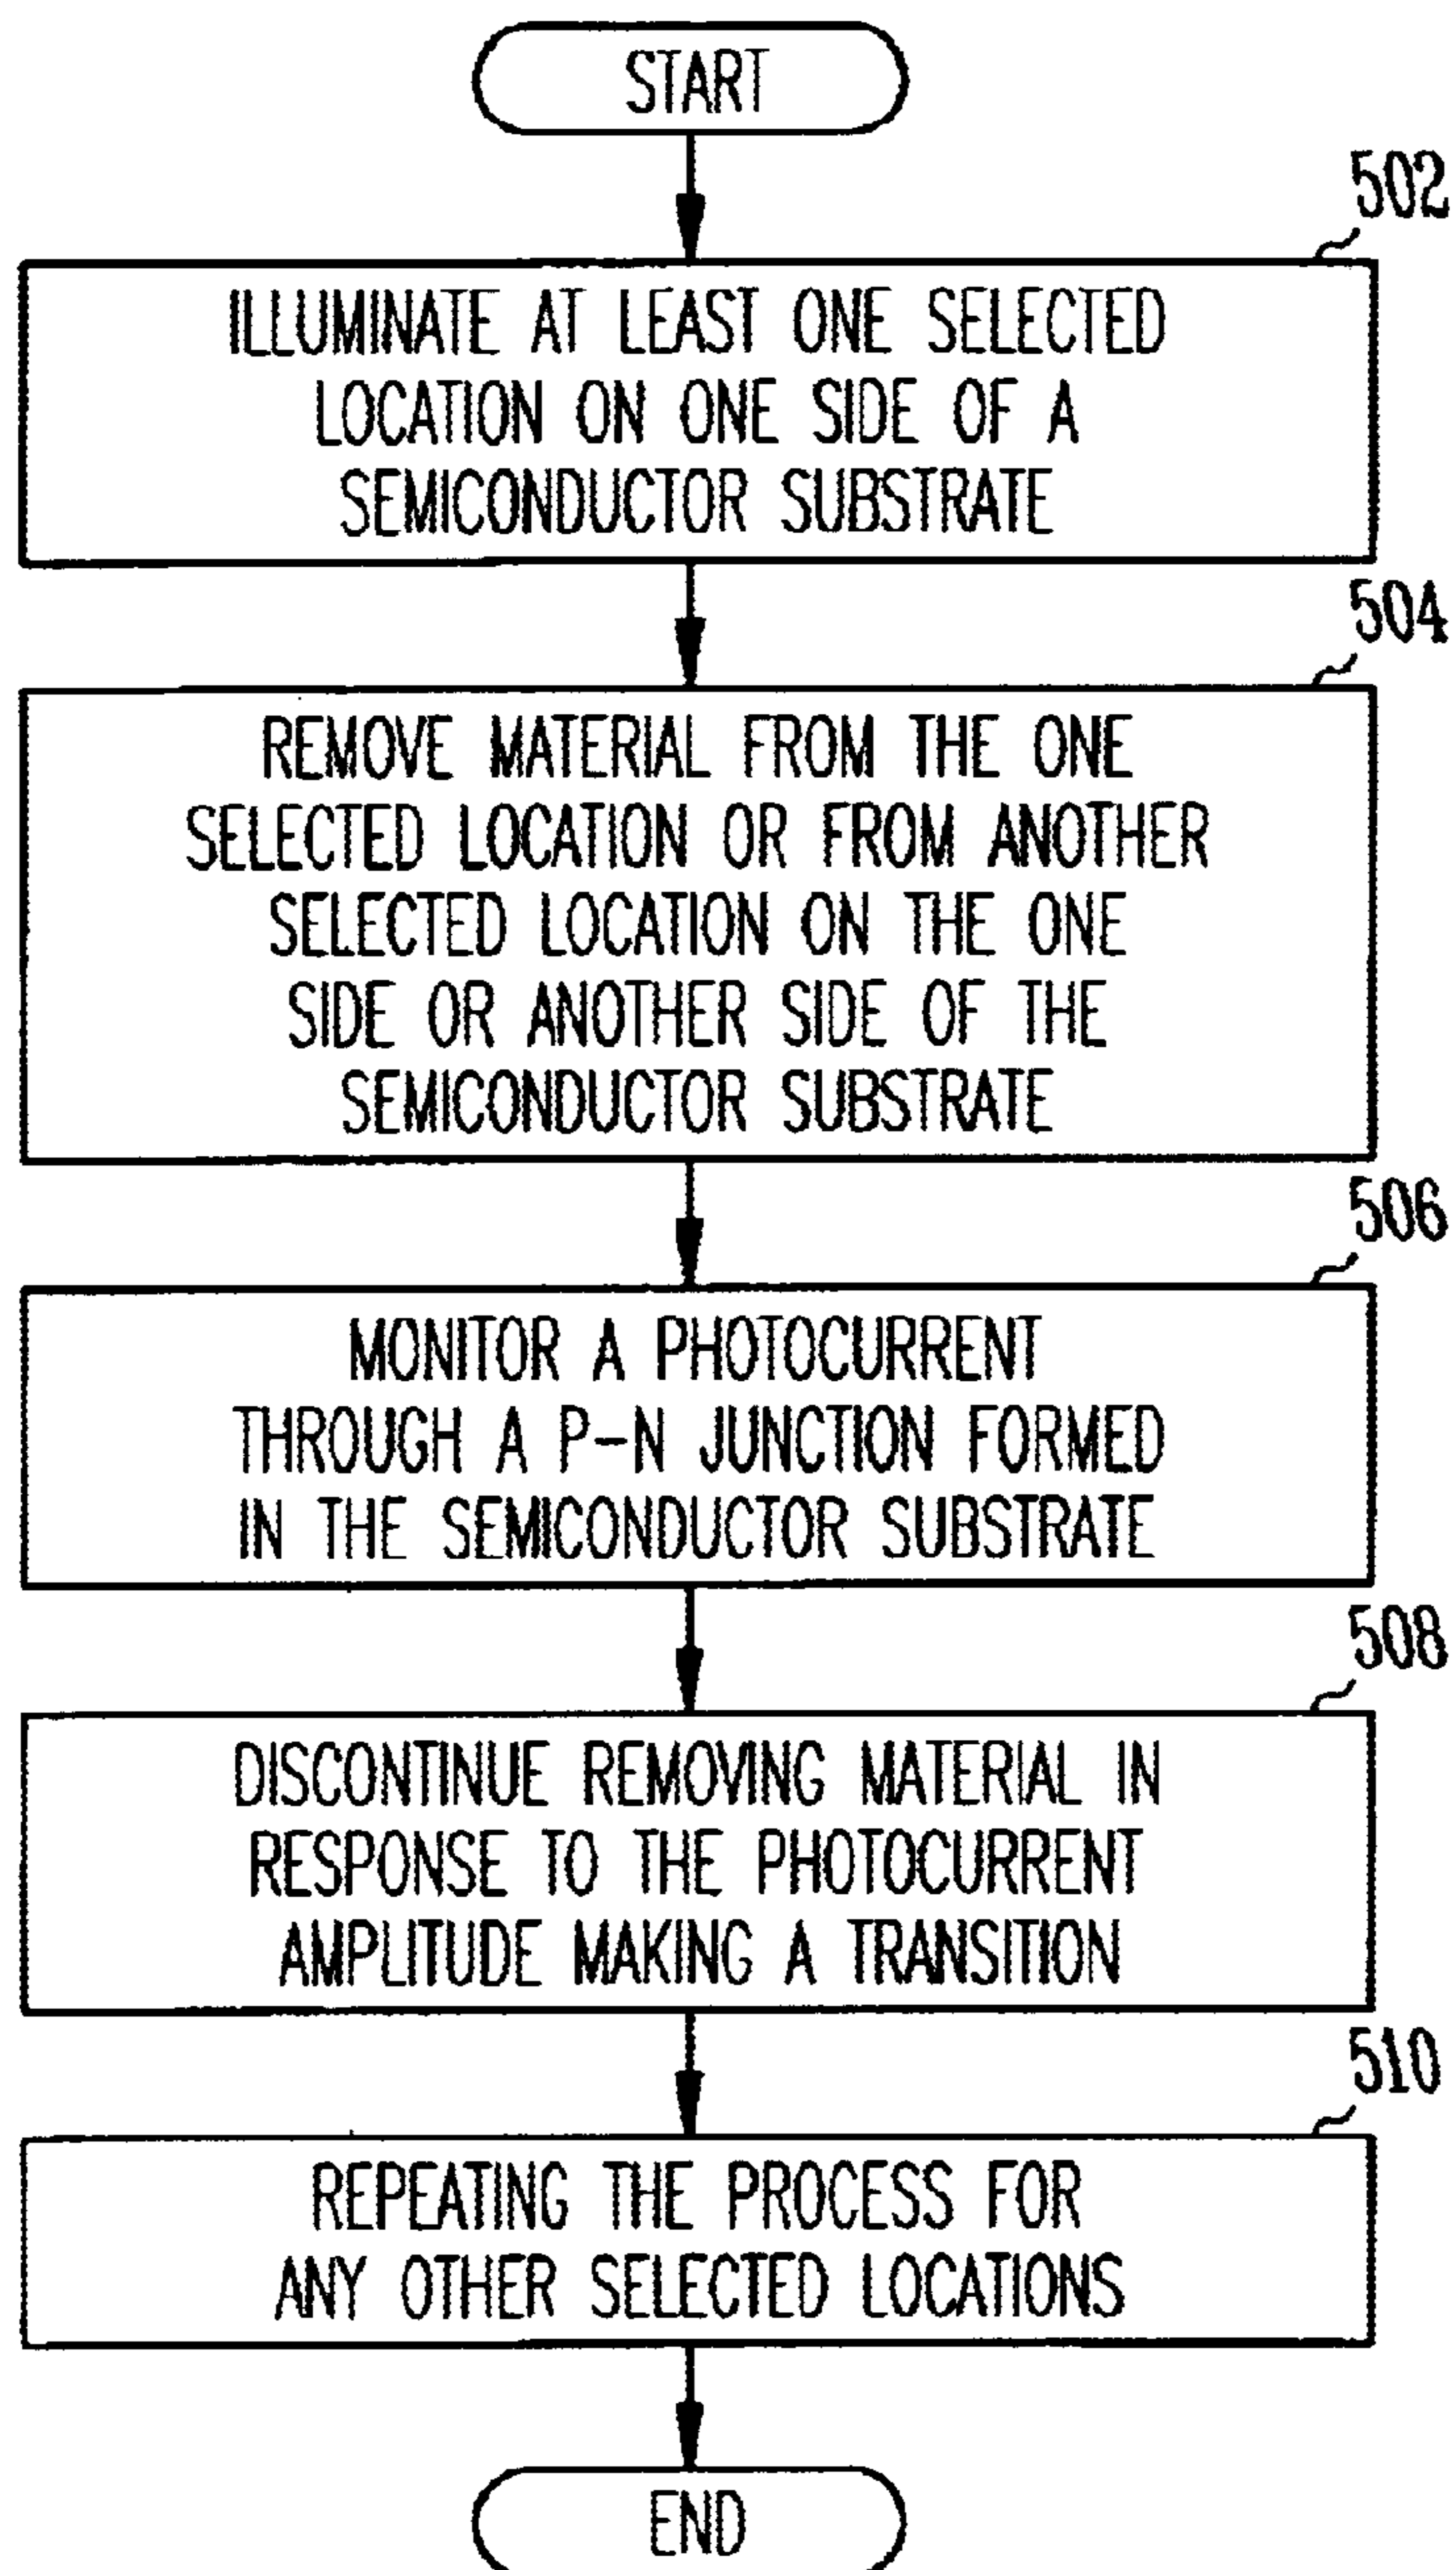 START
502
ILLUMINATE AT LEAST ONE SELECTED
LOCATION ON ONE SIDE OF A
SEMICONDUCTOR SUBSTRATE
504
REMOVE MATERIAL FROM THE ONE
SELECTED LOCATION OR FROM ANOTHER
SELECTED LOCATION ON THE ONE
SIDE OR ANOTHER SIDE OF THE
SEMICONDUCTOR SUBSTRATE
506
MONITOR A PHOTOCURRENT
THROUGH A P-N JUNCTION FORMED
IN THE SEMICONDUCTOR SUBSTRATE
508
DISCONTINUE REMOVING MATERIAL IN
RESPONSE TO THE PHOTOCURRENT
AMPLITUDE MAKING A TRANSITION
510
REPEATING THE PROCESS FOR
ANY OTHER SELECTED LOCATIONS
END